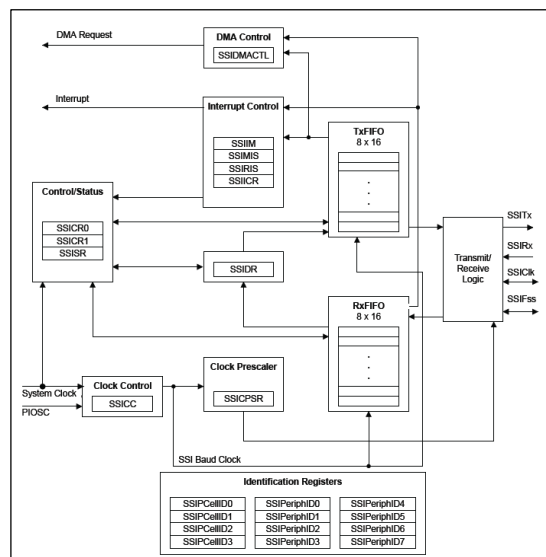 DMA Request
DMA Control
SSIDMACTL
Interrupt
Interrupt Control
SSIIM
SSIMIS
SSIRIS
SSIICR
TxFIFO
8 x 16
.
.
.
Control/Status
SSICR0
SSICR1
SSISR
SSIDR
Transmit/
Receive
Logic
SSITx
SSIRx
SSIClk
SSIFss
RxFIFO
8 x 16
.
.
.
System Clock
PIOSC
Clock Control
SSICC
Clock Prescaler
SSICPSR
SSI Baud Clock
Identification Registers
SSIPCellID0 SSIPeriphID0 SSIPeriphID4
SSIPCellID1 SSIPeriphID1 SSIPeriphID5
SSIPCellID2 SSIPeriphID2 SSIPeriphID6
SSIPCellID3 SSIPeriphID3 SSIPeriphID7